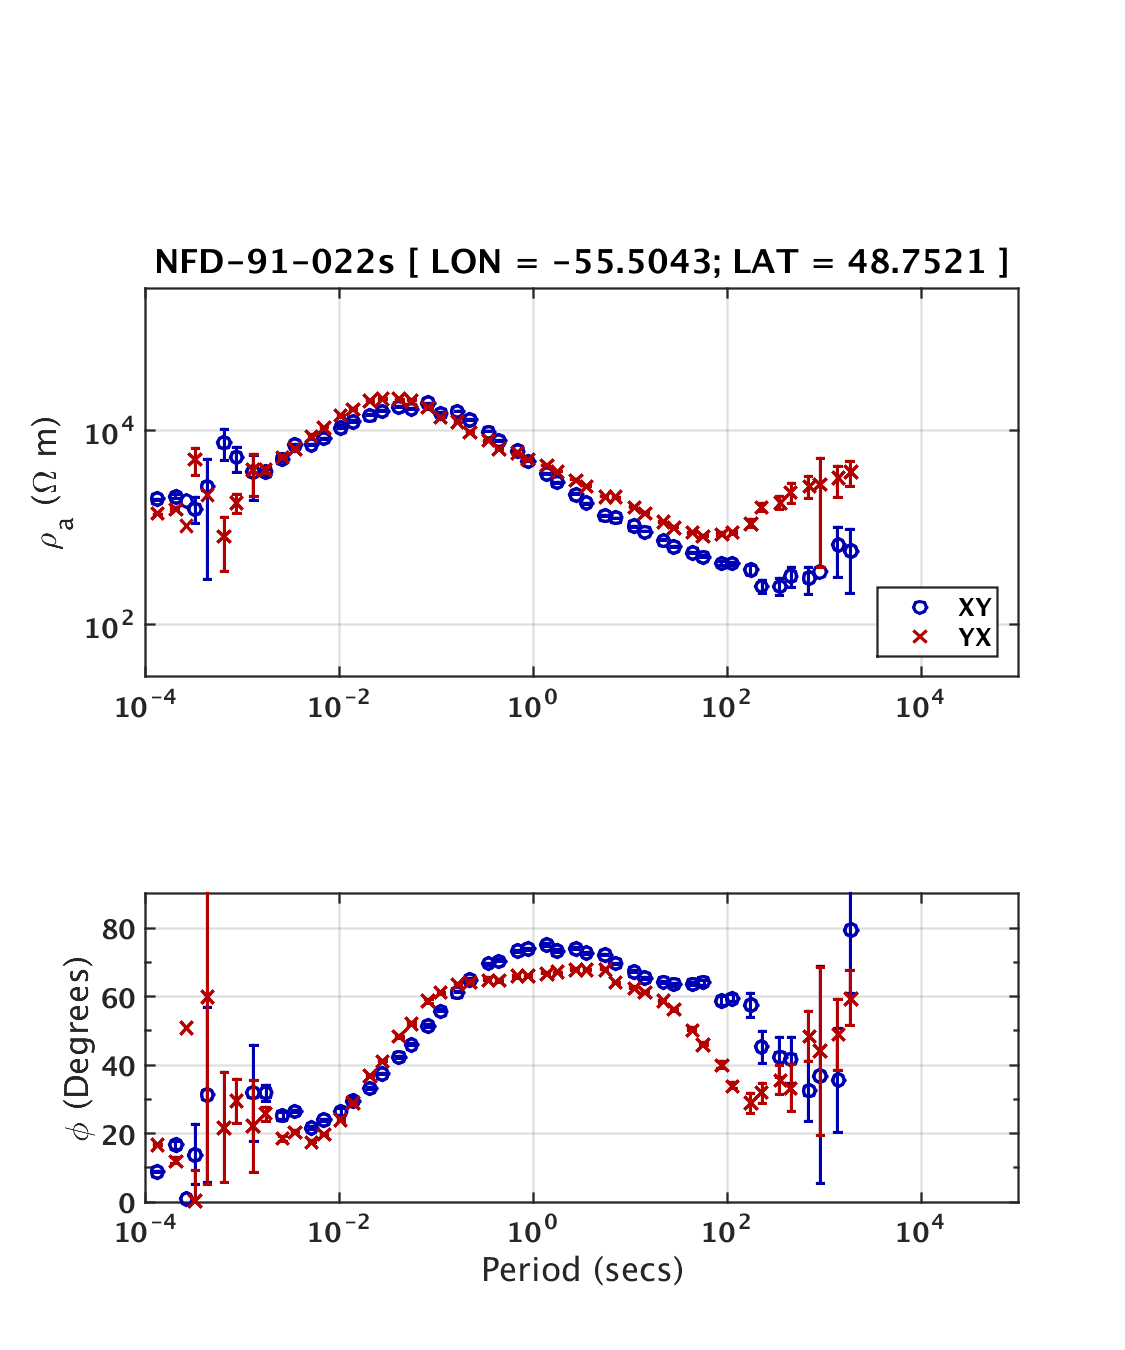 NFD-91-022s [ LON = -55.5043; LAT = 48.7521 ]
ρa (Ω m)
10^4
10^2
XY
YX
10^-4 10^-2 10^0 10^2 10^4
ϕ (Degrees)
80
60
40
20
0
10^-4 10^-2 10^0 10^2 10^4
Period (secs)